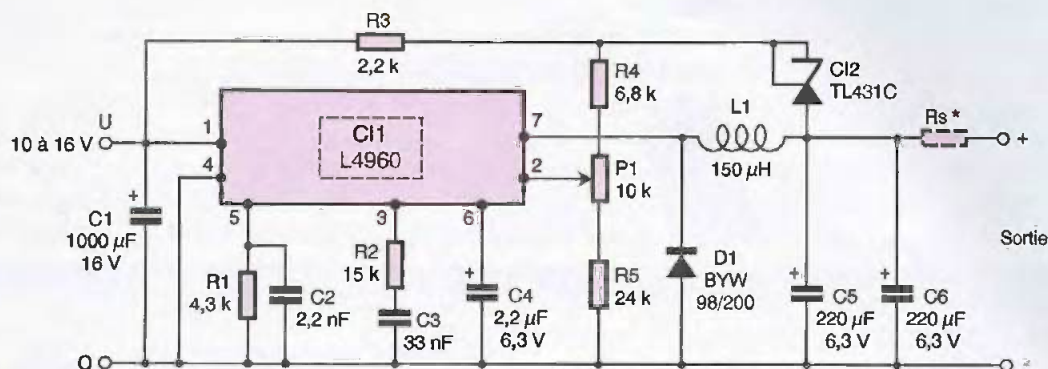 R3
2,2 k
R4
6,8 k
CI2
TL431C
U
10 à 16 V
1
4
CI1
L4960
7
2
L1
150 µH
Rs *
+
P1
10 k
5
3
6
+
C1
1000 µF
16 V
R1
4,3 k
C2
2,2 nF
R2
15 k
C3
33 nF
+
C4
2,2 µF
6,3 V
R5
24 k
D1
BYW
98/200
+
C5
220 µF
6,3 V
+
C6
220 µF
6,3 V
Sortie
O
-